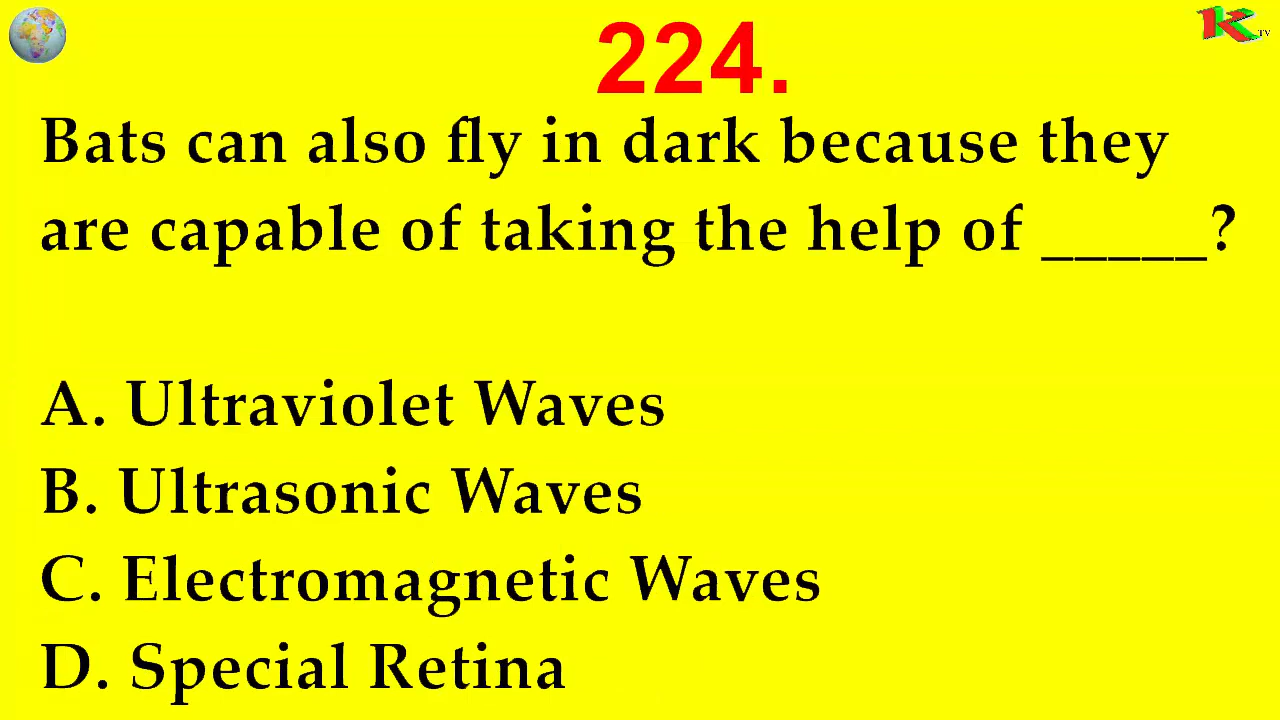 224.
Bats can also fly in dark because they
are capable of taking the help of _____?
A. Ultraviolet Waves
B. Ultrasonic Waves
C. Electromagnetic Waves
D. Special Retina
K TV